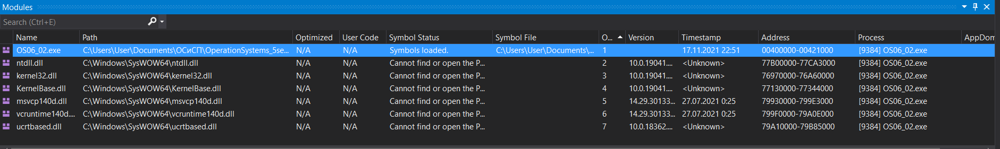 Modules
Search (Ctrl+E)
Name Path Optimized User Code Symbol Status Symbol File O... Version Timestamp Address Process AppDom
OS06_02.exe C:\Users\User\Documents\ОСиСП\OperationSystems_5se... N/A N/A Symbols loaded. C:\Users\User\Documents\... 1 17.11.2021 22:51 00400000-00421000 [9384] OS06_02.exe
ntdll.dll C:\Windows\SysWOW64\ntdll.dll N/A N/A Cannot find or open the P... 2 10.0.19041.... <Unknown> 77B00000-77CA3000 [9384] OS06_02.exe
kernel32.dll C:\Windows\SysWOW64\kernel32.dll N/A N/A Cannot find or open the P... 3 10.0.19041.... <Unknown> 76970000-76A60000 [9384] OS06_02.exe
KernelBase.dll C:\Windows\SysWOW64\KernelBase.dll N/A N/A Cannot find or open the P... 4 10.0.19041.... <Unknown> 77130000-77344000 [9384] OS06_02.exe
msvcp140d.dll C:\Windows\SysWOW64\msvcp140d.dll N/A N/A Cannot find or open the P... 5 14.29.30133... 27.07.2021 0:25 79930000-799E3000 [9384] OS06_02.exe
vcruntime140d.... C:\Windows\SysWOW64\vcruntime140d.dll N/A N/A Cannot find or open the P... 6 14.29.30133... 27.07.2021 0:25 799F0000-79A0E000 [9384] OS06_02.exe
ucrtbased.dll C:\Windows\SysWOW64\ucrtbased.dll N/A N/A Cannot find or open the P... 7 10.0.18362.... <Unknown> 79A10000-79B85000 [9384] OS06_02.exe